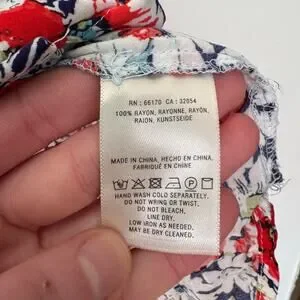 RN : 66170 CA : 32054
100% RAYON, RAYONNE, RAYÓN,
RAION, KUNSTSEIDE
MADE IN CHINA, HECHO EN CHINA,
FABRIQUÉ EN CHINE
HAND WASH COLD SEPARATELY.
DO NOT WRING OR TWIST.
DO NOT BLEACH.
LINE DRY.
LOW IRON AS NEEDED.
MAY BE DRY CLEANED.